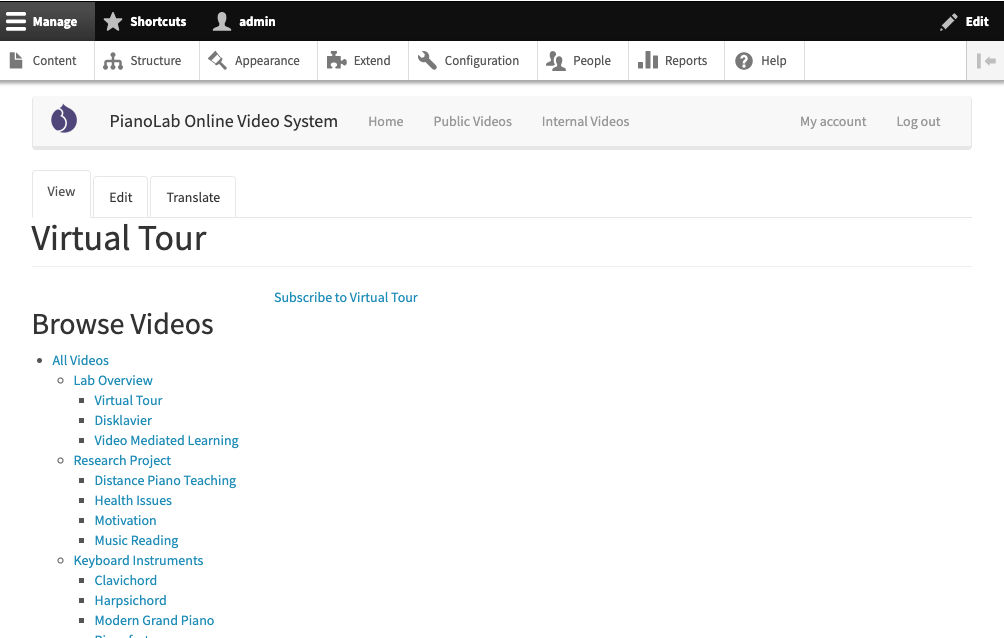 Manage Shortcuts admin Edit
Content Structure Appearance Extend Configuration People Reports Help
PianoLab Online Video System Home Public Videos Internal Videos My account Log out
View Edit Translate
Virtual Tour
Subscribe to Virtual Tour
Browse Videos
All Videos
Lab Overview
Virtual Tour
Disklavier
Video Mediated Learning
Research Project
Distance Piano Teaching
Health Issues
Motivation
Music Reading
Keyboard Instruments
Clavichord
Harpsichord
Modern Grand Piano